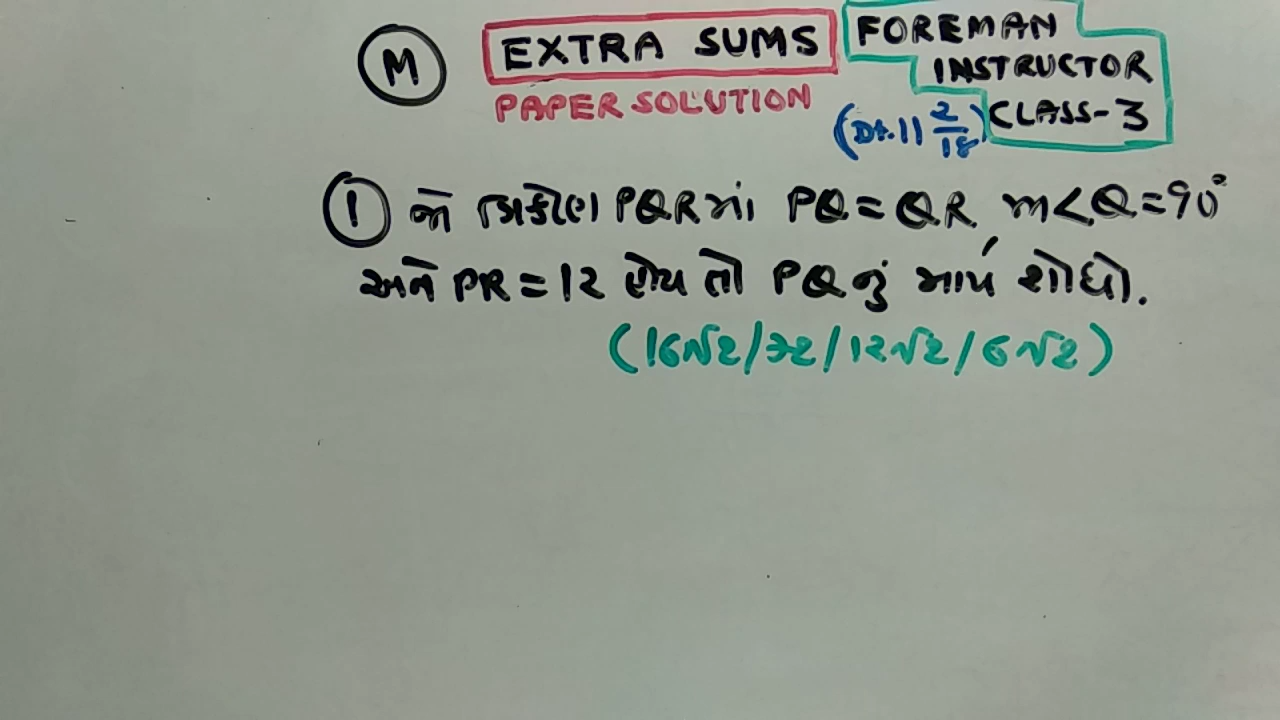 M EXTRA SUMS FOREMAN
INSTRUCTOR
PAPER SOLUTION (Dt.11 2/18) CLASS-3
1 જો ત્રિકોણ PQRમાં PQ=QR, m<Q=90°
અને PR=12 હોય તો PQનું માપ શોધો.
(16√2/72/12√2/6√2)